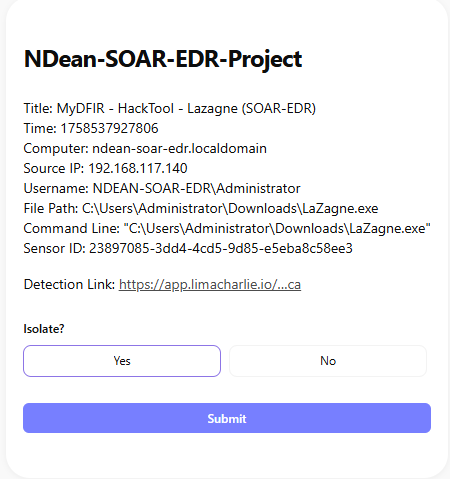 NDean-SOAR-EDR-Project
Title: MyDFIR - HackTool - Lazagne (SOAR-EDR)
Time: 1758537927806
Computer: ndean-soar-edr.localdomain
Source IP: 192.168.117.140
Username: NDEAN-SOAR-EDR\Administrator
File Path: C:\Users\Administrator\Downloads\LaZagne.exe
Command Line: "C:\Users\Administrator\Downloads\LaZagne.exe"
Sensor ID: 23897085-3dd4-4cd5-9d85-e5eba8c58ee3
Detection Link: https://app.limacharlie.io/...ca
Isolate?
Yes No
Submit